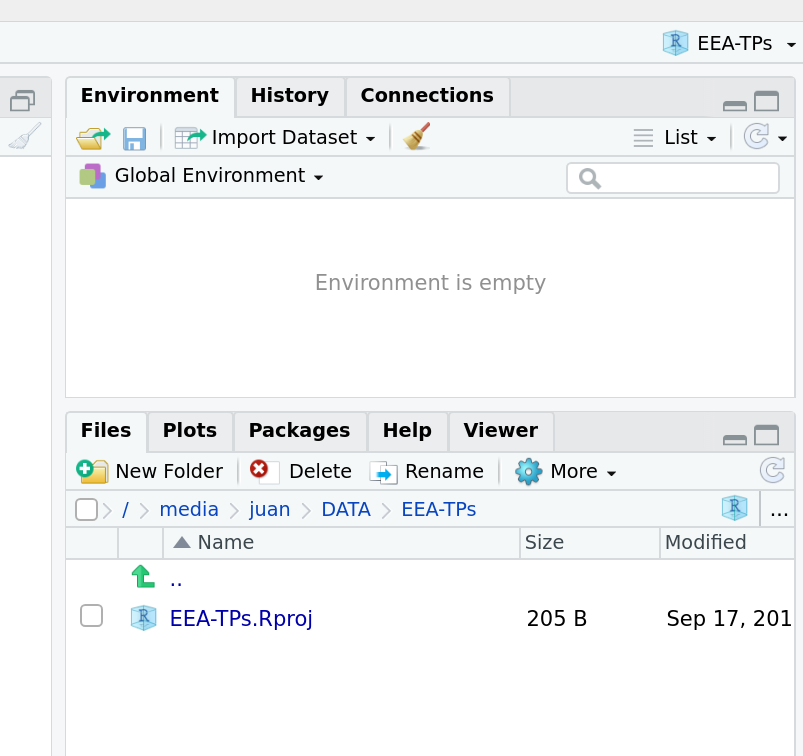 EEA-TPs
Environment History Connections
Import Dataset List
Global Environment
Environment is empty
Files Plots Packages Help Viewer
New Folder Delete Rename More
/ media juan DATA EEA-TPs ...
Name Size Modified
..
EEA-TPs.Rproj 205 B Sep 17, 201